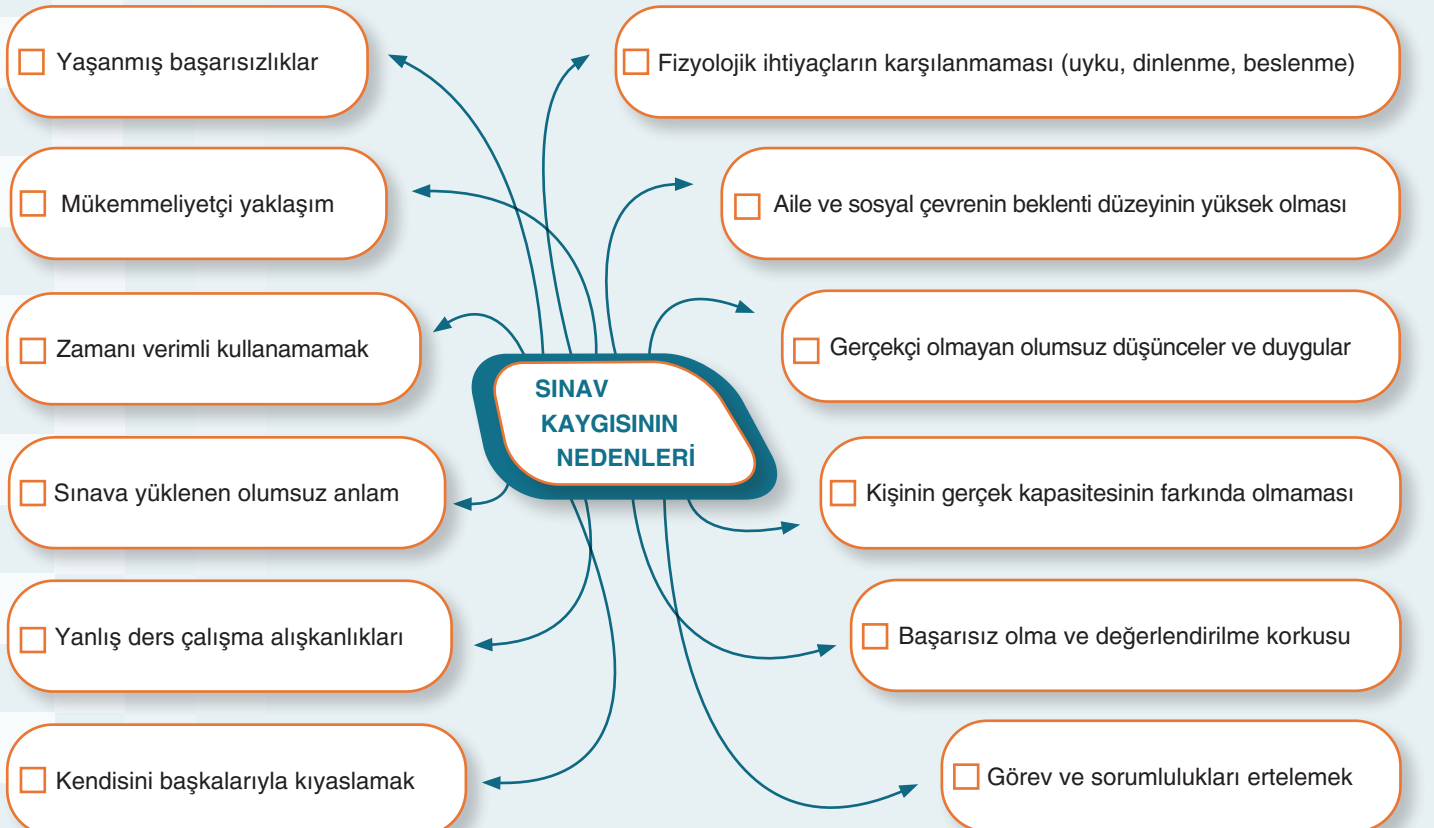 Yaşanmış başarısızlıklar
Fizyolojik ihtiyaçların karşılanmaması (uyku, dinlenme, beslenme)
Mükemmeliyetçi yaklaşım
Aile ve sosyal çevrenin beklenti düzeyinin yüksek olması
Zamanı verimli kullanamamak
Gerçekçi olmayan olumsuz düşünceler ve duygular
SINAV
KAYGISININ
NEDENLERİ
Sınava yüklenen olumsuz anlam
Kişinin gerçek kapasitesinin farkında olmaması
Yanlış ders çalışma alışkanlıkları
Başarısız olma ve değerlendirilme korkusu
Kendisini başkalarıyla kıyaslamak
Görev ve sorumlulukları ertelemek